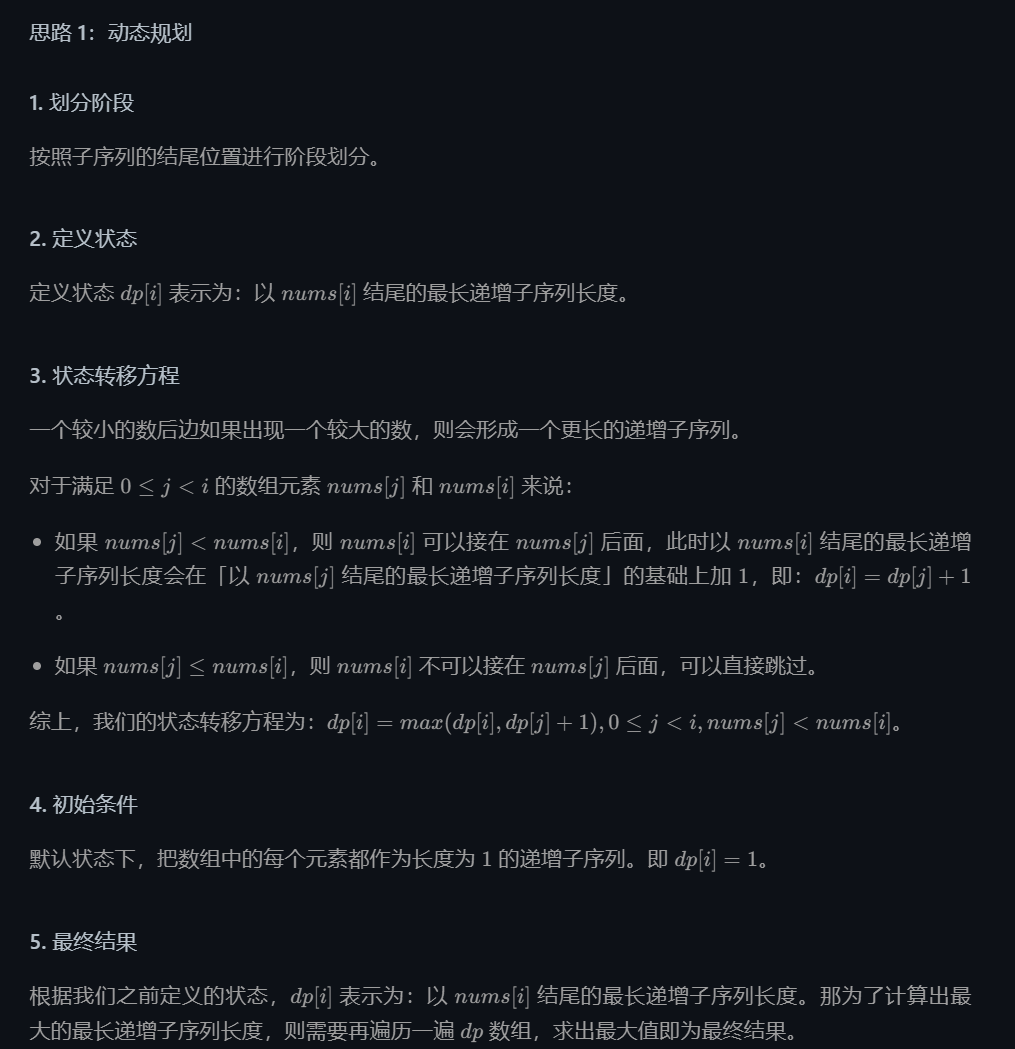 思路 1：动态规划
1. 划分阶段
按照子序列的结尾位置进行阶段划分。
2. 定义状态
定义状态 dp[i] 表示为：以 nums[i] 结尾的最长递增子序列长度。
3. 状态转移方程
一个较小的数后边如果出现一个较大的数，则会形成一个更长的递增子序列。
对于满足 0 ≤ j < i 的数组元素 nums[j] 和 nums[i] 来说：
• 如果 nums[j] < nums[i]，则 nums[i] 可以接在 nums[j] 后面，此时以 nums[i] 结尾的最长递增
子序列长度会在「以 nums[j] 结尾的最长递增子序列长度」的基础上加 1，即：dp[i] = dp[j] + 1
。
• 如果 nums[j] ≤ nums[i]，则 nums[i] 不可以接在 nums[j] 后面，可以直接跳过。
综上，我们的状态转移方程为：dp[i] = max(dp[i], dp[j] + 1), 0 ≤ j < i, nums[j] < nums[i]。
4. 初始条件
默认状态下，把数组中的每个元素都作为长度为 1 的递增子序列。即 dp[i] = 1。
5. 最终结果
根据我们之前定义的状态，dp[i] 表示为：以 nums[i] 结尾的最长递增子序列长度。那为了计算出最
大的最长递增子序列长度，则需要再遍历一遍 dp 数组，求出最大值即为最终结果。